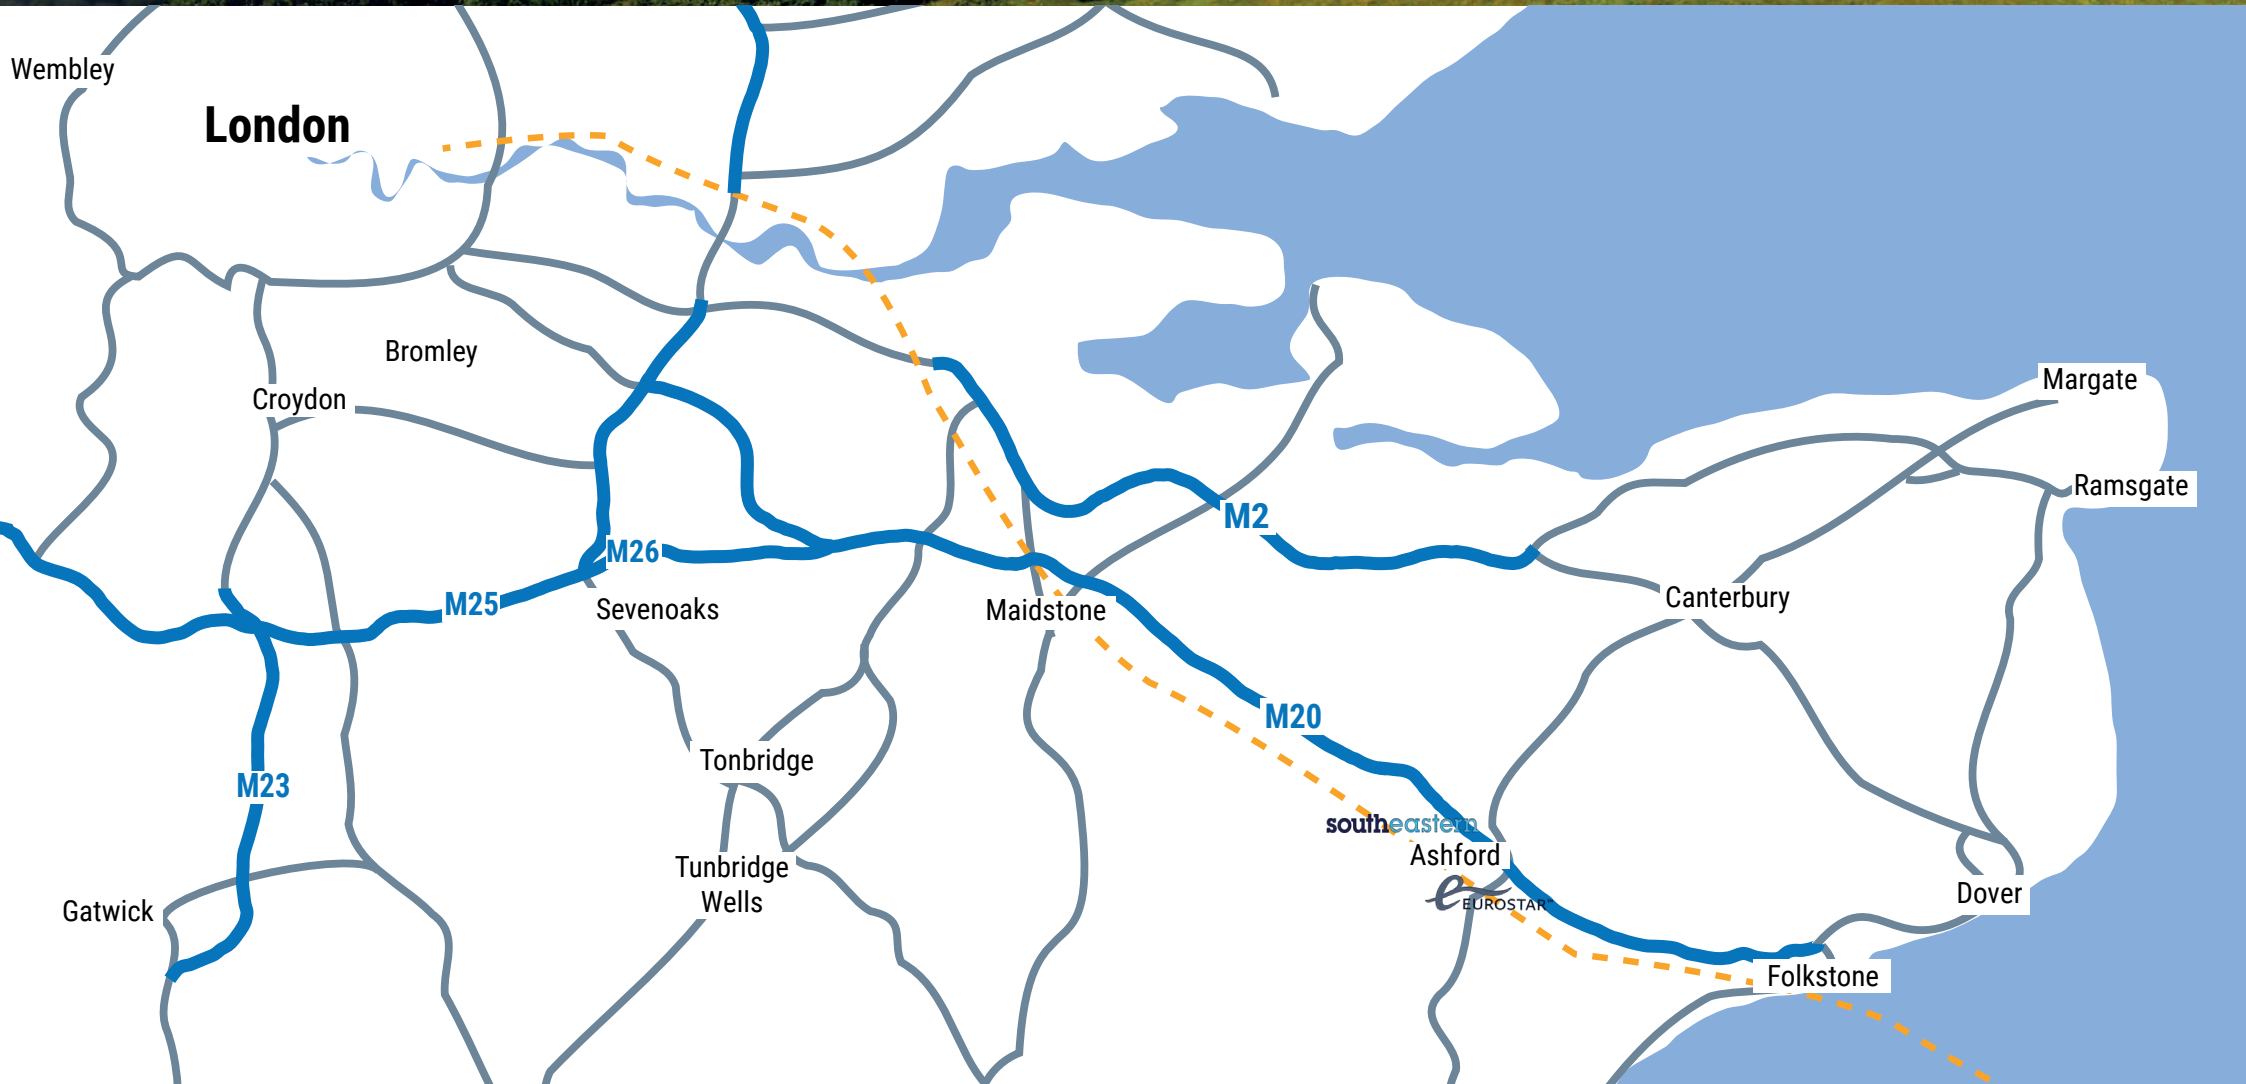 Wembley
London
Bromley
Croydon
Margate
Ramsgate
M2
M26
M25
Sevenoaks
Maidstone
Canterbury
M20
Tonbridge
M23
southeastern
Ashford
Tunbridge
Wells
EUROSTAR™
Gatwick
Dover
Folkstone